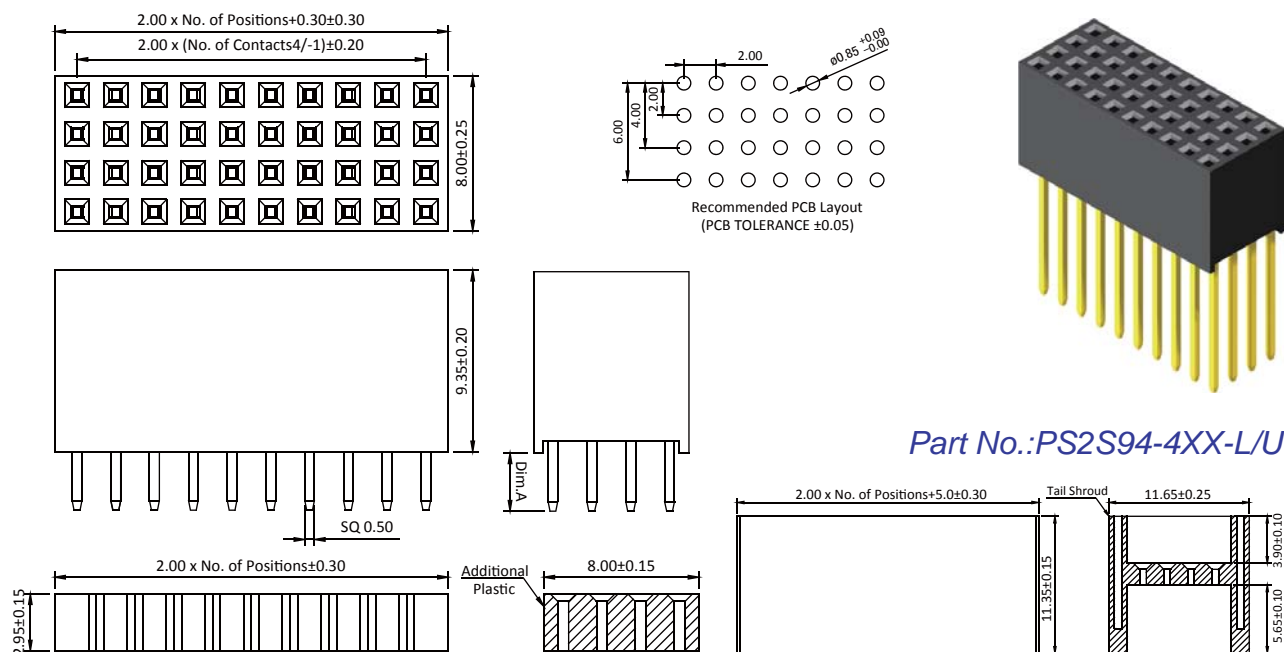 2.00 x No. of Positions+0.30±0.30
2.00 x (No. of Contacts4/-1)±0.20
8.00±0.25
2.00
ø0.85 +0.09 -0.00
2.00
4.00
6.00
Recommended PCB Layout
(PCB TOLERANCE ±0.05)
9.35±0.20
Dim.A
SQ 0.50
Part No.:PS2S94-4XX-L/U
2.00 x No. of Positions±0.30
2.95±0.15
Additional
Plastic
8.00±0.15
2.00 x No. of Positions+5.0±0.30
11.35±0.15
Tail Shroud
11.65±0.25
3.90±0.10
5.65±0.10